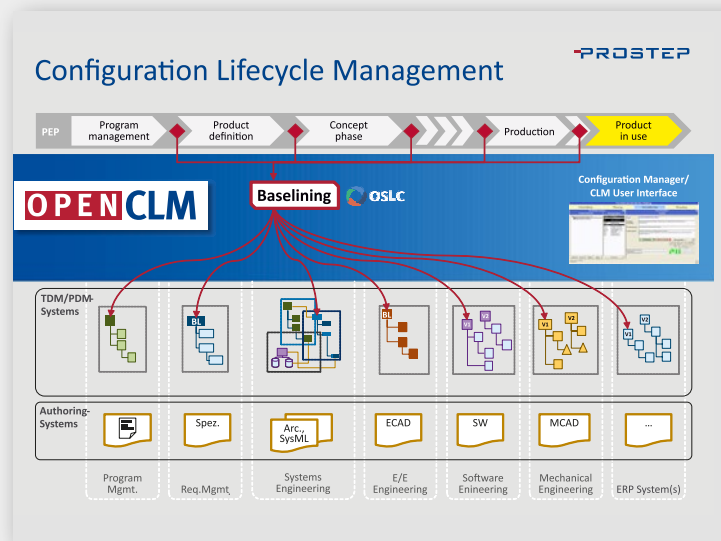 PROSTEP
Configuration Lifecycle Management
PEP
Program
management
Product
definition
Concept
phase
Production
Product
in use
OPENCLM
Baselining
OSLC
Configuration Manager/
CLM User Interface
TDM/PDM-
Systems
BL
BL
V1
V2
V1
V2
V1
V2
Authoring-
Systems
Spez.
Arc.,
SysML
ECAD
SW
MCAD
...
Program
Mgmt.
Req.Mgmt.
Systems
Engineering
E/E
Engineering
Software
Enineering
Mechanical
Engineering
ERP System(s)